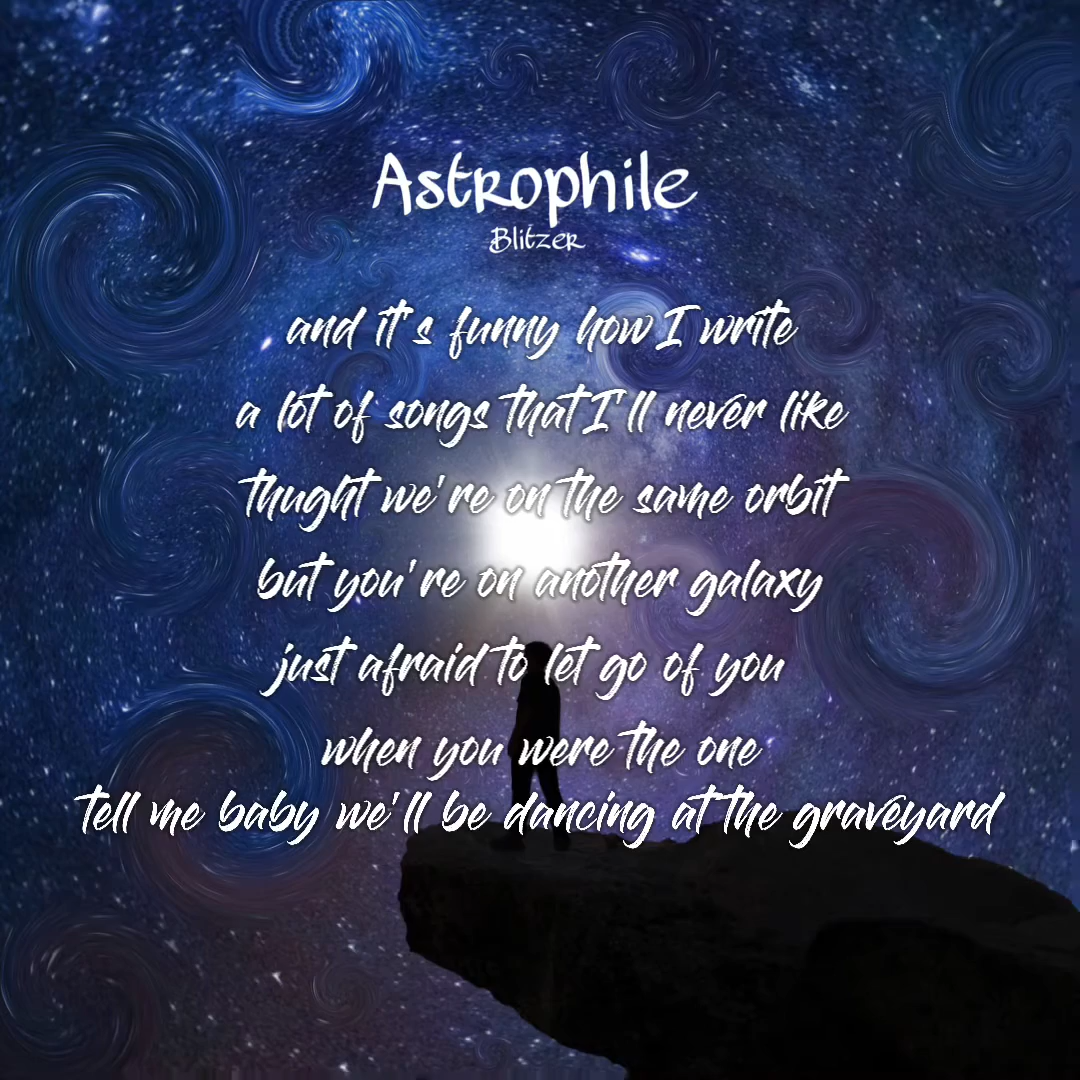 Astrophile
Blitzer
and it's funny how I write
a lot of songs that I'll never like
thught we're on the same orbit
but you're on another galaxy
just afraid to let go of you
when you were the one
tell me baby we'll be dancing at the graveyard